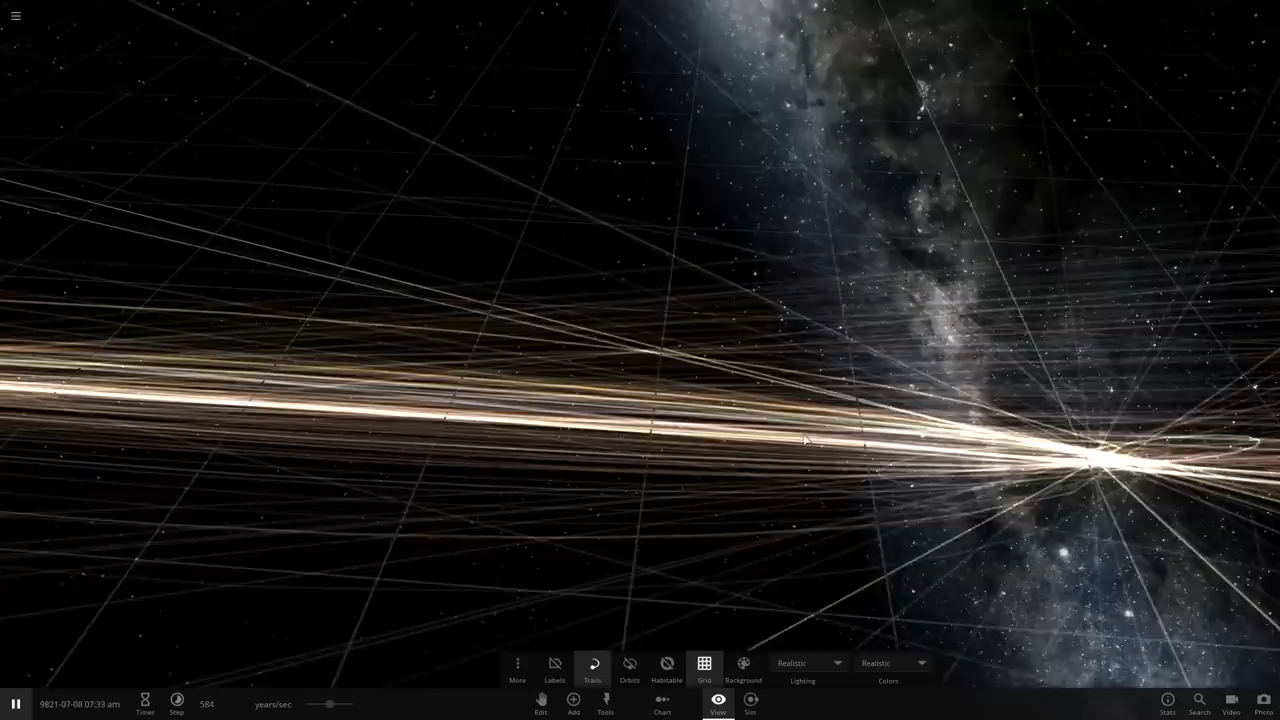 More
Labels
Trails
Orbits
Habitable
Grid
Background
Realistic
Lighting
Realistic
Colors
9821-07-08 07:33 am
Timer
Step
584
years/sec
Edit
Add
Tools
Chart
View
Sim
Stats
Search
Video
Photo